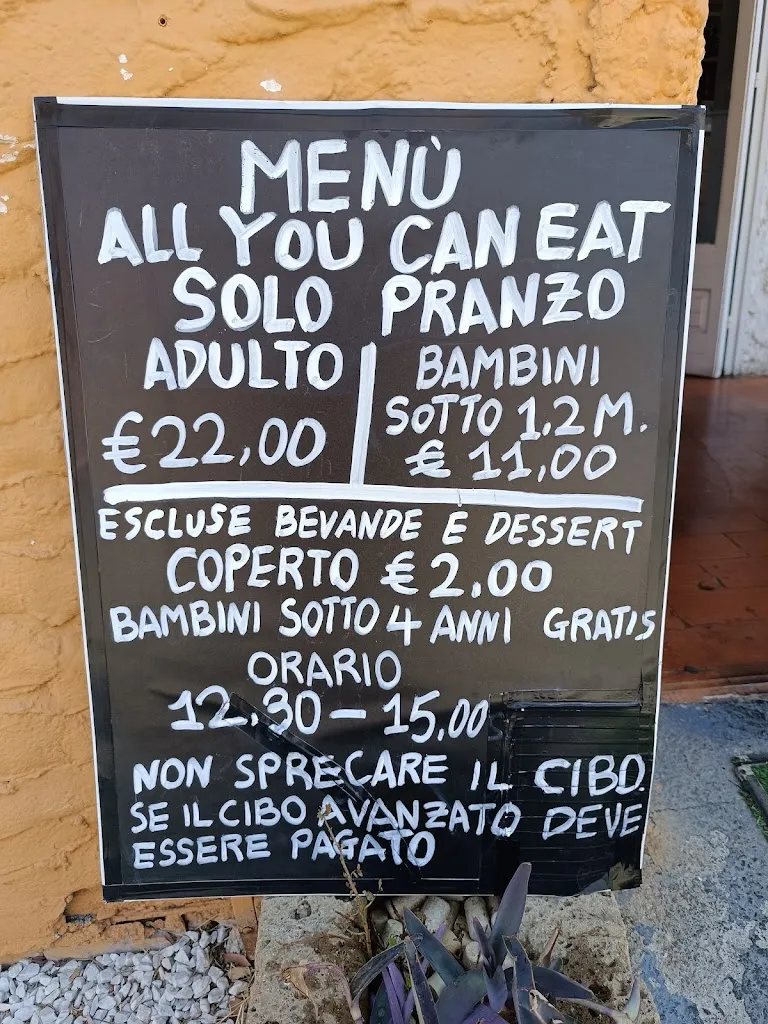 MENÙ
ALL YOU CAN EAT
SOLO PRANZO
ADULTO
€22,00
BAMBINI
SOTTO 1,2 M.
€ 11,00
ESCLUSE BEVANDE E DESSERT
COPERTO €2,00
BAMBINI SOTTO 4 ANNI GRATIS
ORARIO
12.30 - 15,00
NON SPRECARE IL CIBO.
SE IL CIBO AVANZATO DEVE
ESSERE PAGATO